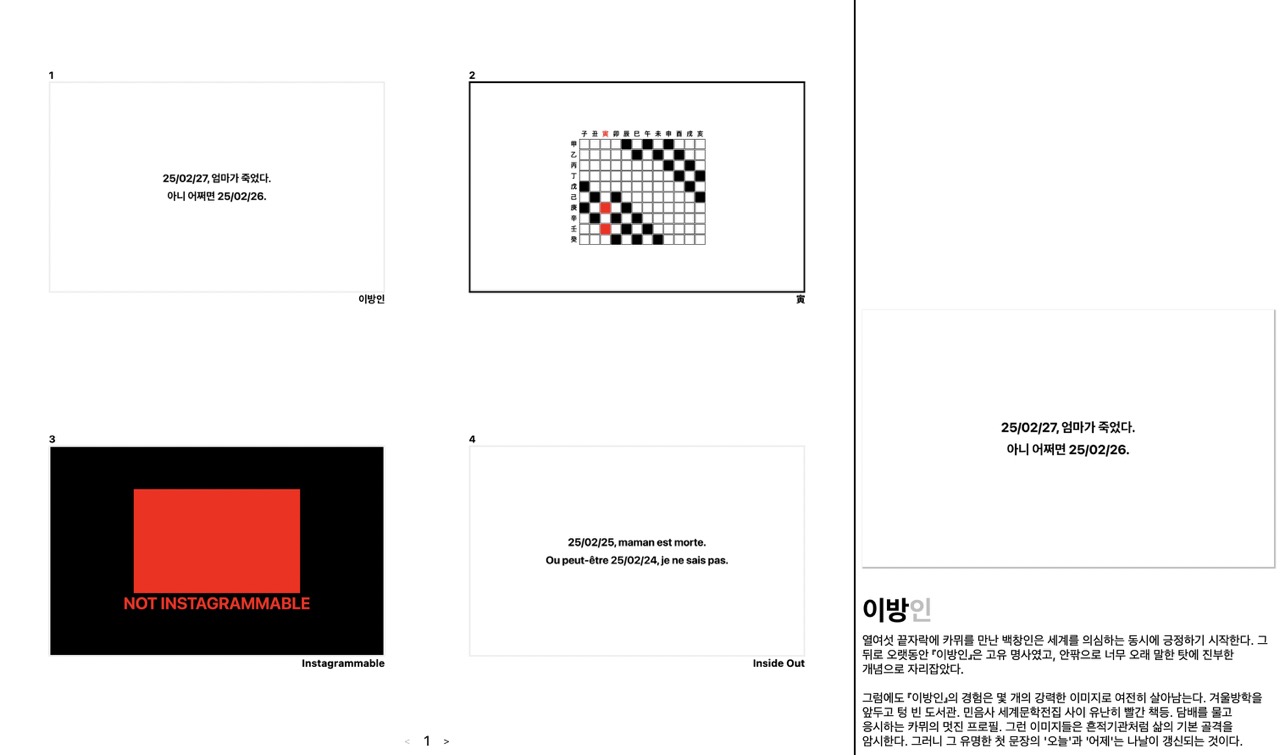 1
25/02/27, 엄마가 죽었다.
아니 어쩌면 25/02/26.
이방인
2
子 丑 寅 卯 辰 巳 午 未 申 酉 戌 亥
甲
乙
丙
丁
戊
己
庚
辛
壬
癸
寅
3
NOT INSTAGRAMMABLE
Instagrammable
4
25/02/25, maman est morte.
Ou peut-être 25/02/24, je ne sais pas.
Inside Out
< 1 >
25/02/27, 엄마가 죽었다.
아니 어쩌면 25/02/26.
이방인
열여섯 끝자락에 카뮈를 만난 백창인은 세계를 의심하는 동시에 긍정하기 시작한다. 그
뒤로 오랫동안 『이방인』은 고유 명사였고, 안팎으로 너무 오래 말한 탓에 진부한
개념으로 자리잡았다.
그럼에도 『이방인』의 경험은 몇 개의 강력한 이미지로 여전히 살아남는다. 겨울방학을
앞두고 텅 빈 도서관. 민음사 세계문학전집 사이 유난히 빨간 책등. 담배를 물고
응시하는 카뮈의 멋진 프로필. 그런 이미지들은 흔적기관처럼 삶의 기본 골격을
암시한다. 그러니 그 유명한 첫 문장의 '오늘'과 '어제'는 나날이 갱신되는 것이다.